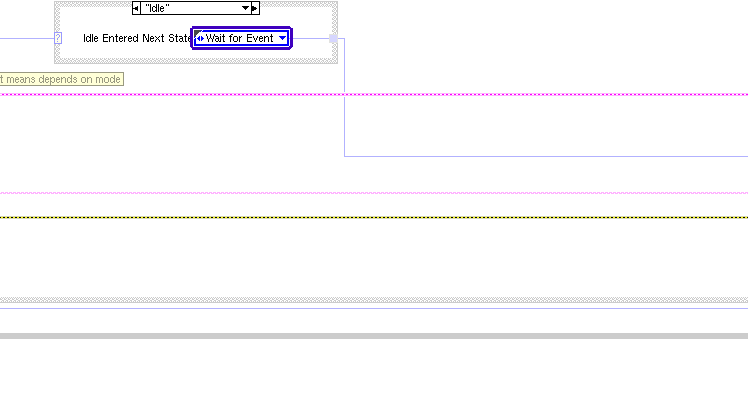 "Idle"
?
Idle Entered Next State
Wait for Event
t means depends on mode